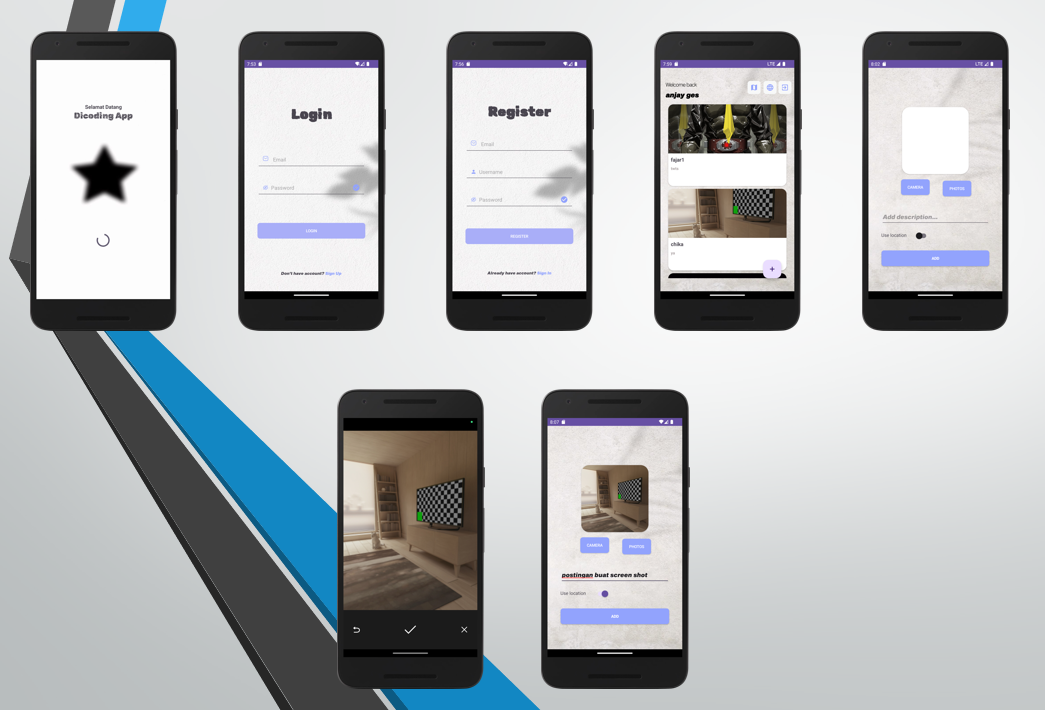 Selamat Datang
Dicoding App
7:53
Login
Email
Password
LOGIN
Don't have account? Sign Up
7:56
Register
Email
Username
Password
REGISTER
Already have account? Sign In
7:59
LTE
Welcome back
anjay ges
fajar1
hello
chika
yo
+
8:02
LTE
CAMERA
PHOTOS
Add description...
Use location
ADD
8:07
CAMERA
PHOTOS
postingan buat screen shot
Use location
ADD